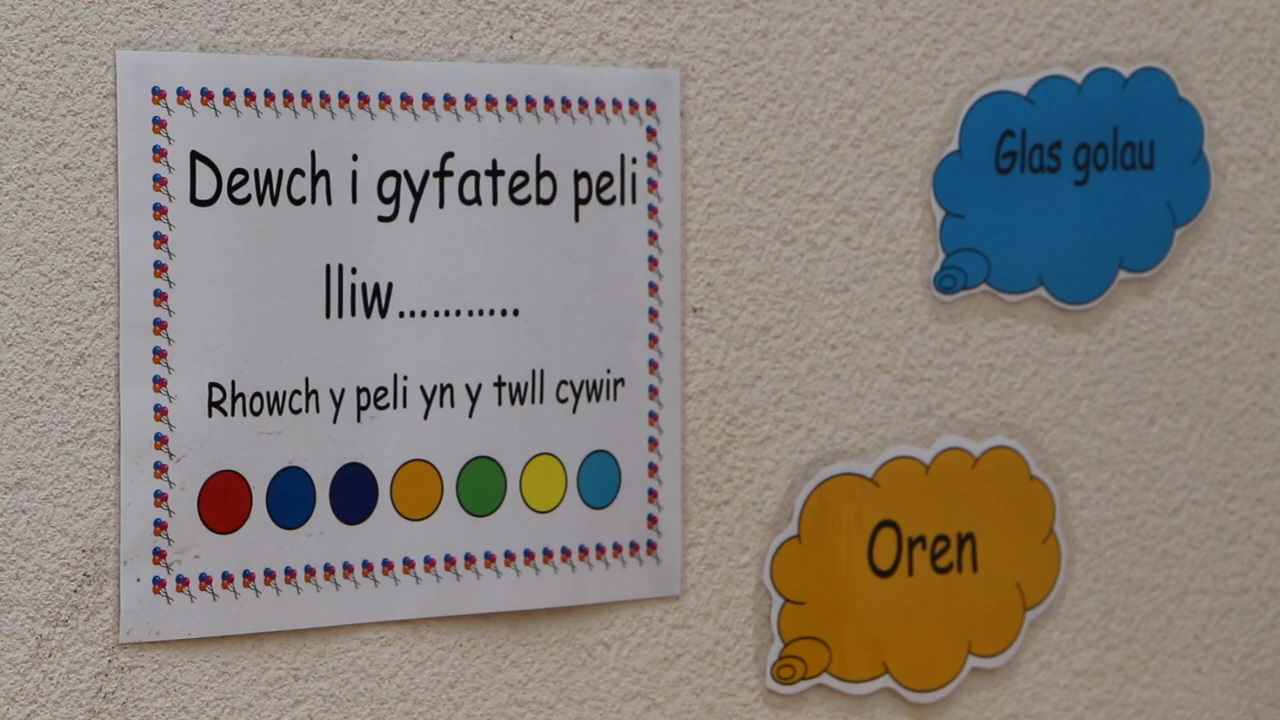 Dewch i gyfateb peli
lliw...........
Rhowch y peli yn y twll cywir
Glas golau
Oren